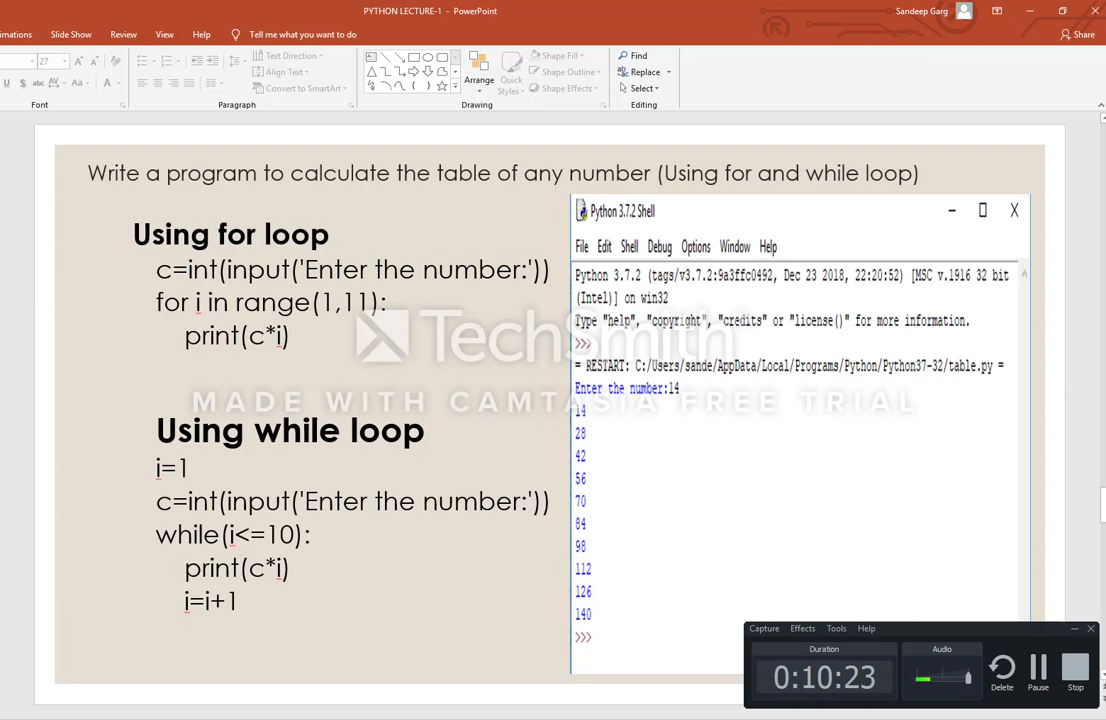 PYTHON LECTURE-1 - PowerPoint
Sandeep Garg
imations Slide Show Review View Help Tell me what you want to do
Share
27 A A
U S abc AV Aa A
Text Direction
Align Text
Convert to SmartArt
Arrange
Quick Styles
Shape Fill
Shape Outline
Shape Effects
Find
Replace
Select
Font Paragraph Drawing Editing
Write a program to calculate the table of any number (Using for and while loop)
Using for loop
c=int(input('Enter the number:'))
for i in range(1,11):
print(c*i)
Using while loop
i=1
c=int(input('Enter the number:'))
while(i<=10):
print(c*i)
i=i+1
Python 3.7.2 Shell
File Edit Shell Debug Options Window Help
Python 3.7.2 (tags/v3.7.2:9a3ffc0492, Dec 23 2018, 22:20:52) [MSC v.1916 32 bit
(Intel)] on win32
Type "help", "copyright", "credits" or "license()" for more information.
>>>
= RESTART: C:/Users/sande/AppData/Local/Programs/Python/Python37-32/table.py =
Enter the number:14
14
28
42
56
70
84
98
112
126
140
>>>
TechSmith
MADE WITH CAMTASIA FREE TRIAL
Capture Effects Tools Help
Duration
0:10:23
Audio
Delete Pause Stop